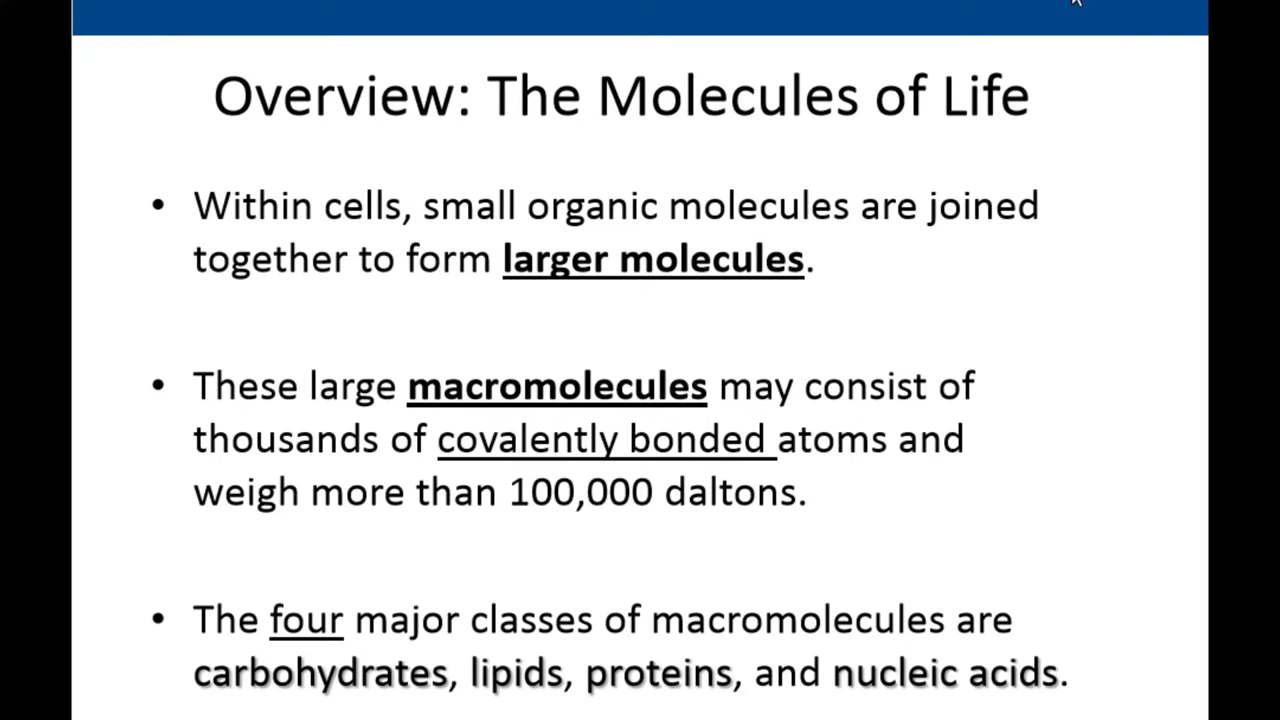 Overview: The Molecules of Life
• Within cells, small organic molecules are joined
together to form larger molecules.
• These large macromolecules may consist of
thousands of covalently bonded atoms and
weigh more than 100,000 daltons.
• The four major classes of macromolecules are
carbohydrates, lipids, proteins, and nucleic acids.